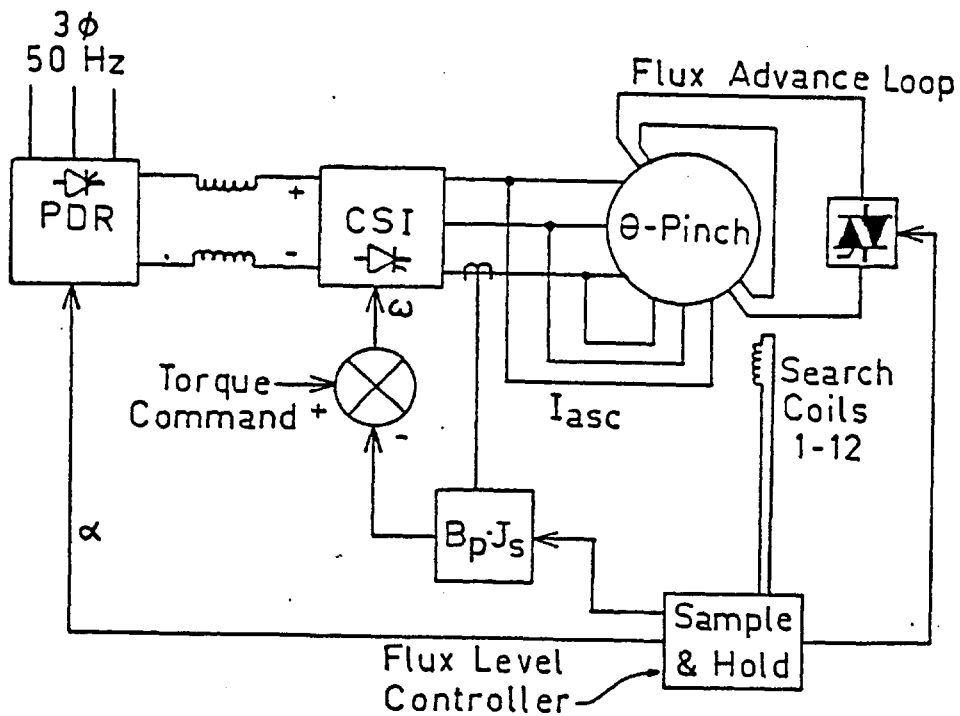 3ϕ
50 Hz
PDR
+
-
CSI
ω
Flux Advance Loop
θ-Pinch
Torque
Command
+
-
Iasc
Search
Coils
1-12
α
Bp·Js
Sample
& Hold
Flux Level
Controller